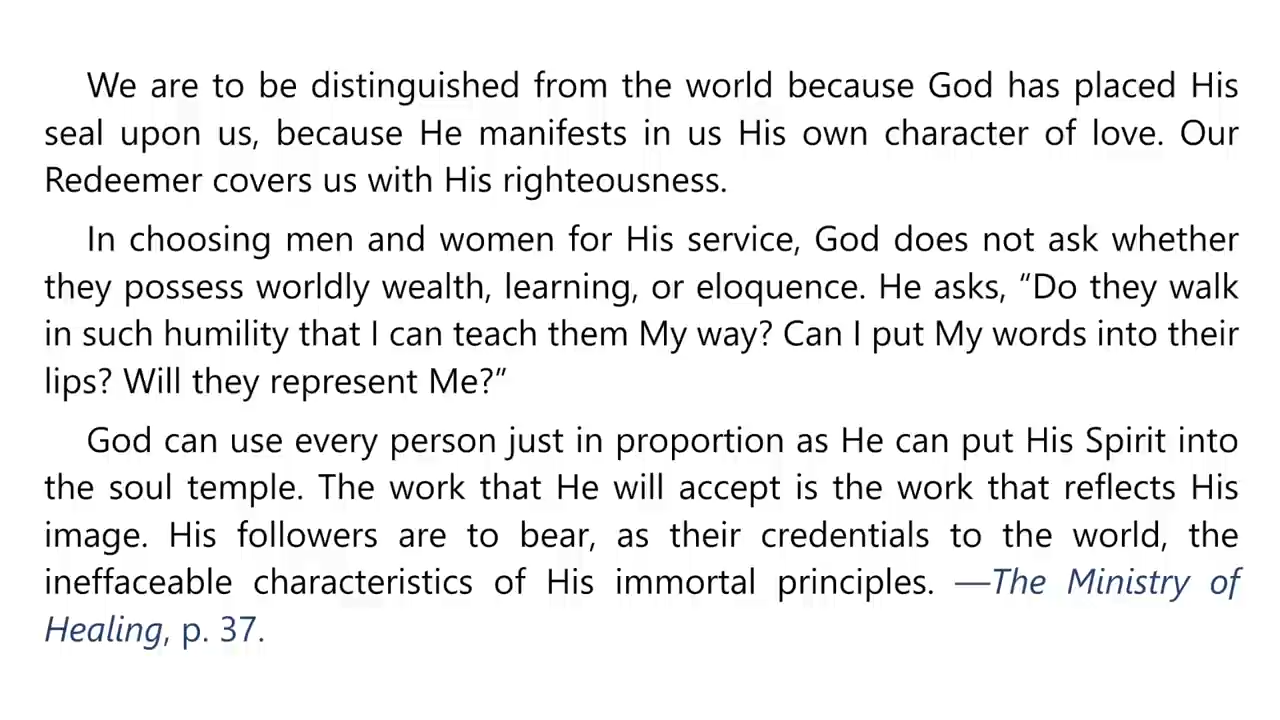 We are to be distinguished from the world because God has placed His
seal upon us, because He manifests in us His own character of love. Our
Redeemer covers us with His righteousness.
In choosing men and women for His service, God does not ask whether
they possess worldly wealth, learning, or eloquence. He asks, “Do they walk
in such humility that I can teach them My way? Can I put My words into their
lips? Will they represent Me?”
God can use every person just in proportion as He can put His Spirit into
the soul temple. The work that He will accept is the work that reflects His
image. His followers are to bear, as their credentials to the world, the
ineffaceable characteristics of His immortal principles. —The Ministry of
Healing, p. 37.